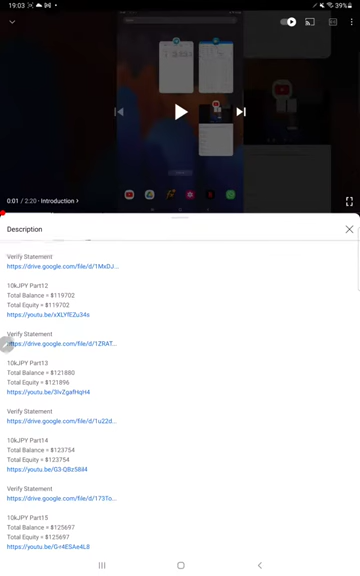 19:03
39%
0:01 / 2:20 • Introduction >
Description
Verify Statement
https://drive.google.com/file/d/1MxDJ...
10kJPY Part12
Total Balance = $119702
Total Equity = $119702
https://youtu.be/xXLYfEZu34s
Verify Statement
https://drive.google.com/file/d/1ZRAT...
10kJPY Part13
Total Balance = $121880
Total Equity = $121896
https://youtu.be/3lvZgafHqH4
Verify Statement
https://drive.google.com/file/d/1u22d...
10kJPY Part14
Total Balance = $123754
Total Equity = $123754
https://youtu.be/G3-QBz58il4
Verify Statement
https://drive.google.com/file/d/173To...
10kJPY Part15
Total Balance = $125697
Total Equity = $125697
https://youtu.be/G+4ESAe4L8